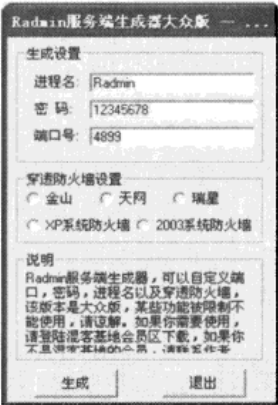 Radmin服务端生成器大众版 — ...
生成设置
进程名: Radmin
密 码: 12345678
端口号: 4899
穿透防火墙设置
金山 天网 瑞星
XP系统防火墙 2003系统防火墙
说明
Radmin服务端生成器，可以自定义端
口，密码，进程名以及穿透防火墙，
该版本是大众版，某些功能被限制不
能使用，请谅解。如果你需要使用，
请登陆湿客基地会员区下载，如果你
生成 退出